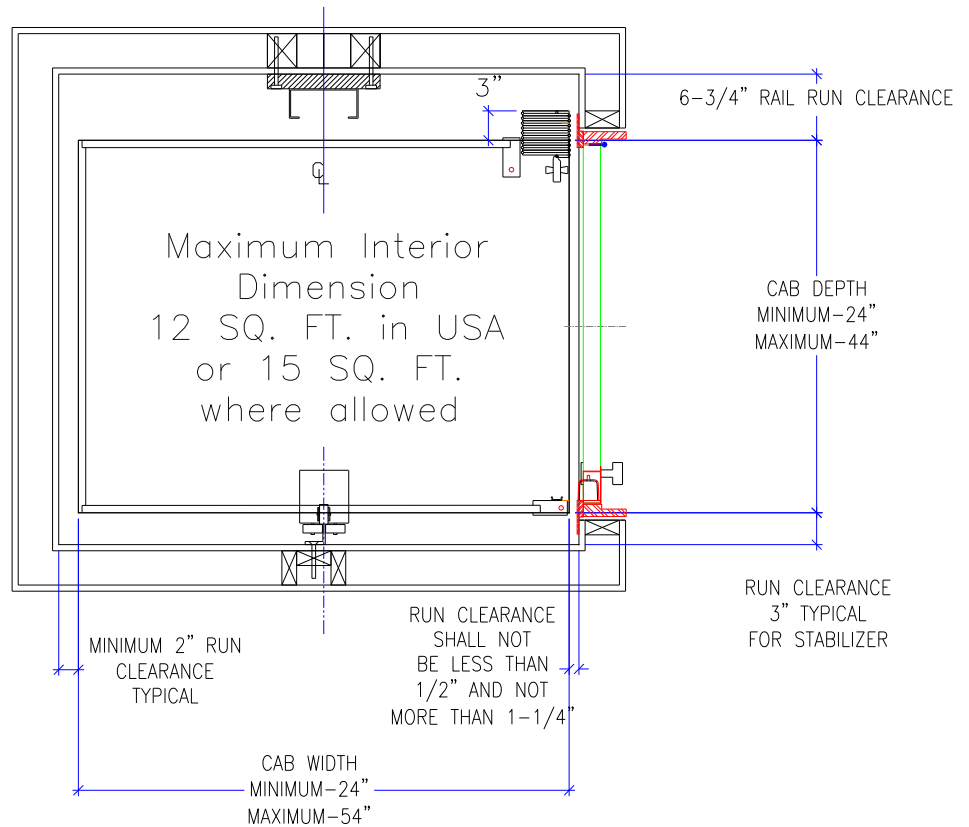 3”
6-3/4” RAIL RUN CLEARANCE
CL
Maximum Interior
Dimension
12 SQ. FT. in USA
or 15 SQ. FT.
where allowed
CAB DEPTH
MINIMUM-24”
MAXIMUM-44”
RUN CLEARANCE
3” TYPICAL
FOR STABILIZER
RUN CLEARANCE
SHALL NOT
BE LESS THAN
1/2” AND NOT
MORE THAN 1-1/4”
MINIMUM 2” RUN
CLEARANCE
TYPICAL
CAB WIDTH
MINIMUM-24”
MAXIMUM-54”